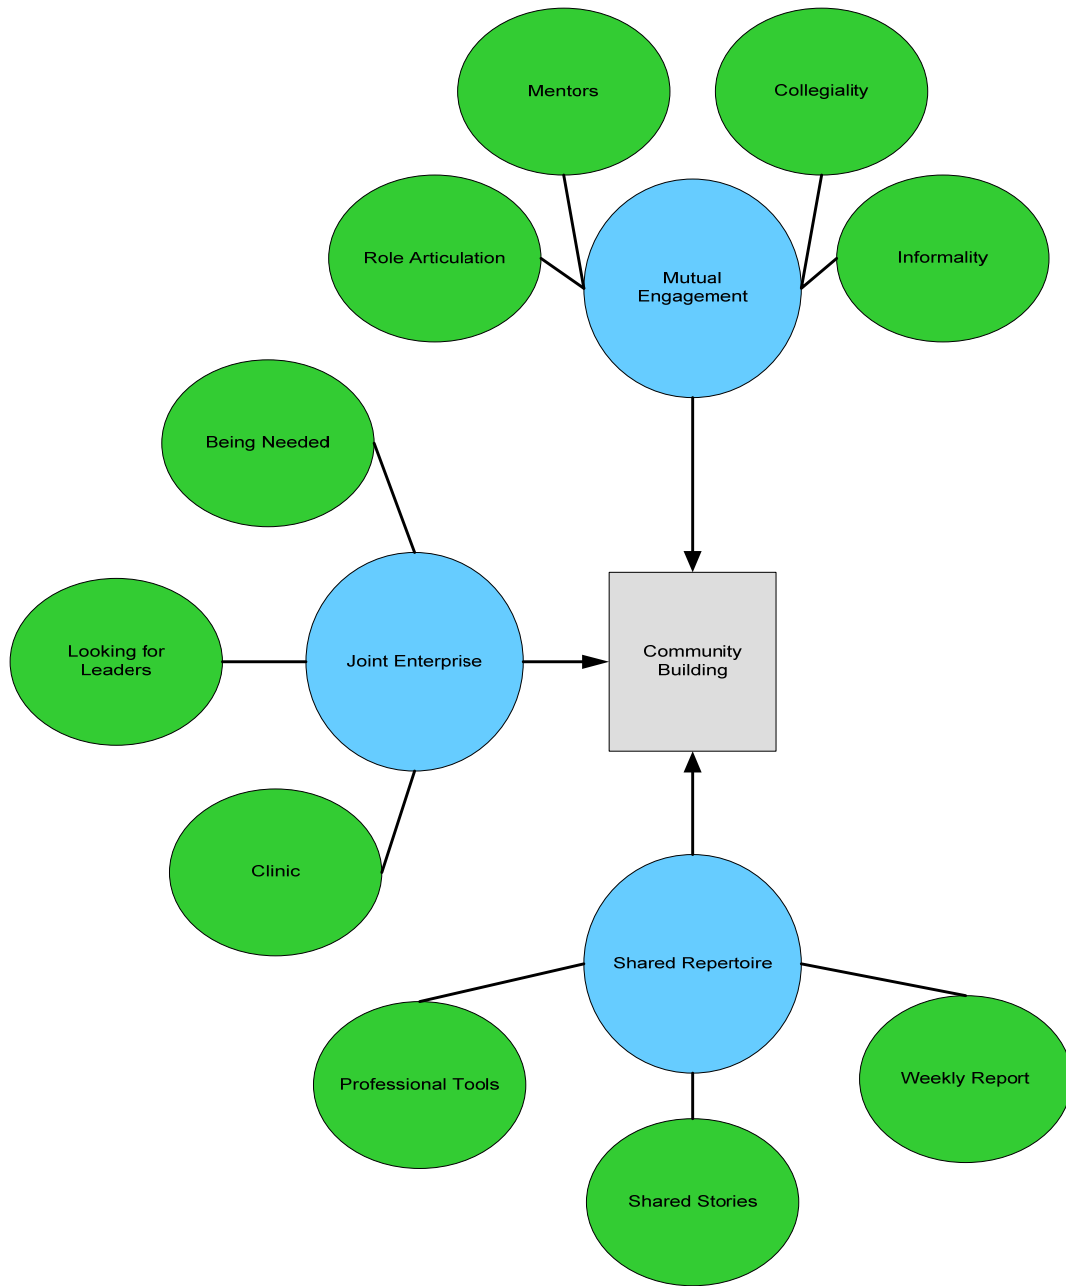 Mentors
Collegiality
Role Articulation
Mutual
Engagement
Informality
Being Needed
Looking for
Leaders
Joint Enterprise
Community
Building
Clinic
Shared Repertoire
Professional Tools
Weekly Report
Shared Stories